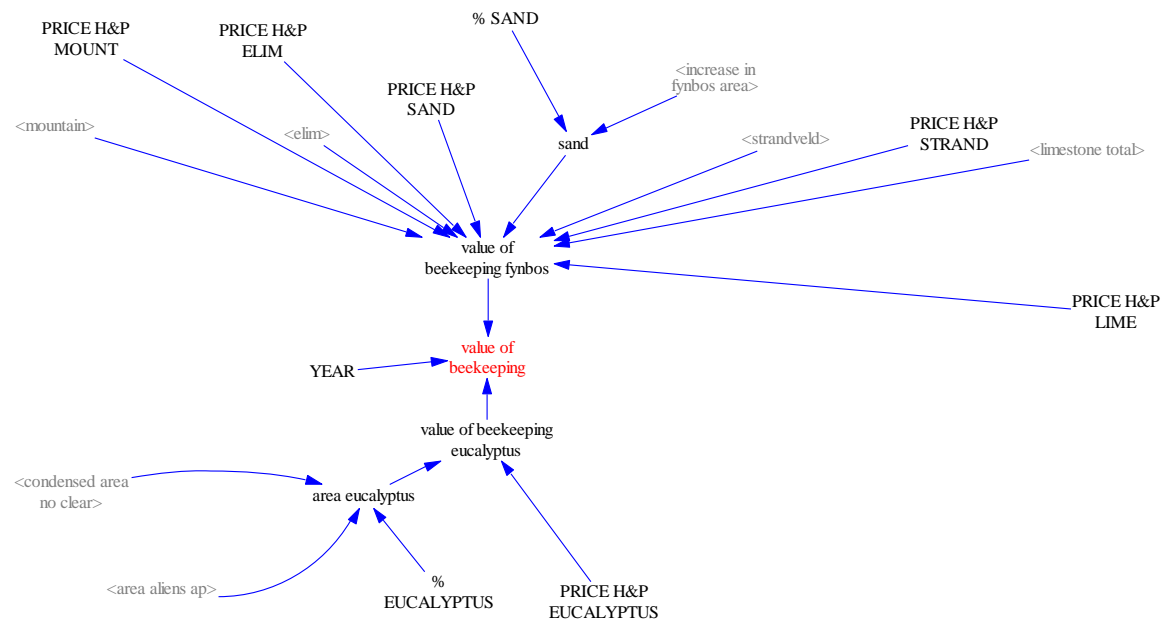 % SAND
PRICE H&P
MOUNT
PRICE H&P
ELIM
<increase in
fynbos area>
PRICE H&P
SAND
<mountain>
<elim>
sand
<strandveld>
PRICE H&P
STRAND
<limestone total>
value of
beekeeping fynbos
PRICE H&P
LIME
value of
beekeeping
YEAR
value of beekeeping
eucalyptus
<condensed area
no clear>
area eucalyptus
<area aliens ap>
%
EUCALYPTUS
PRICE H&P
EUCALYPTUS